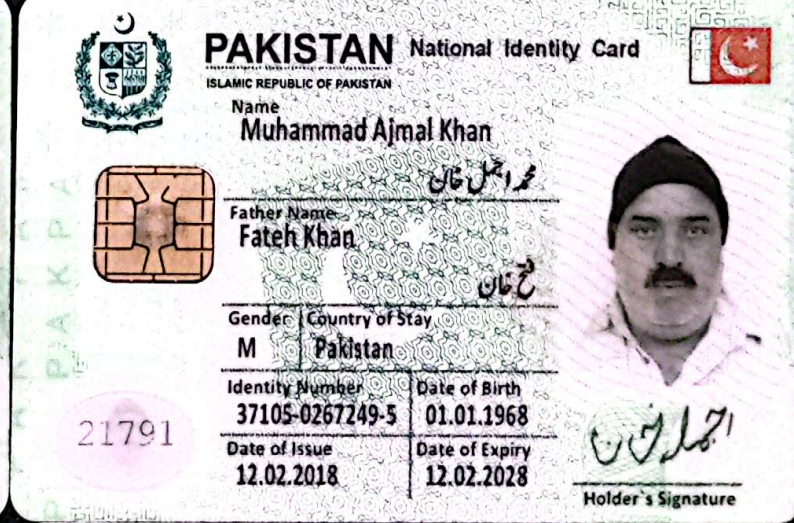 PAKISTAN National Identity Card
ISLAMIC REPUBLIC OF PAKISTAN
Name
Muhammad Ajmal Khan
محمد اجمل خان
Father Name
Fateh Khan
فتح خان
Gender Country of Stay
M Pakistan
Identity Number Date of Birth
37105-0267249-5 01.01.1968
Date of Issue Date of Expiry
12.02.2018 12.02.2028
21791
اجمل خان
Holder's Signature